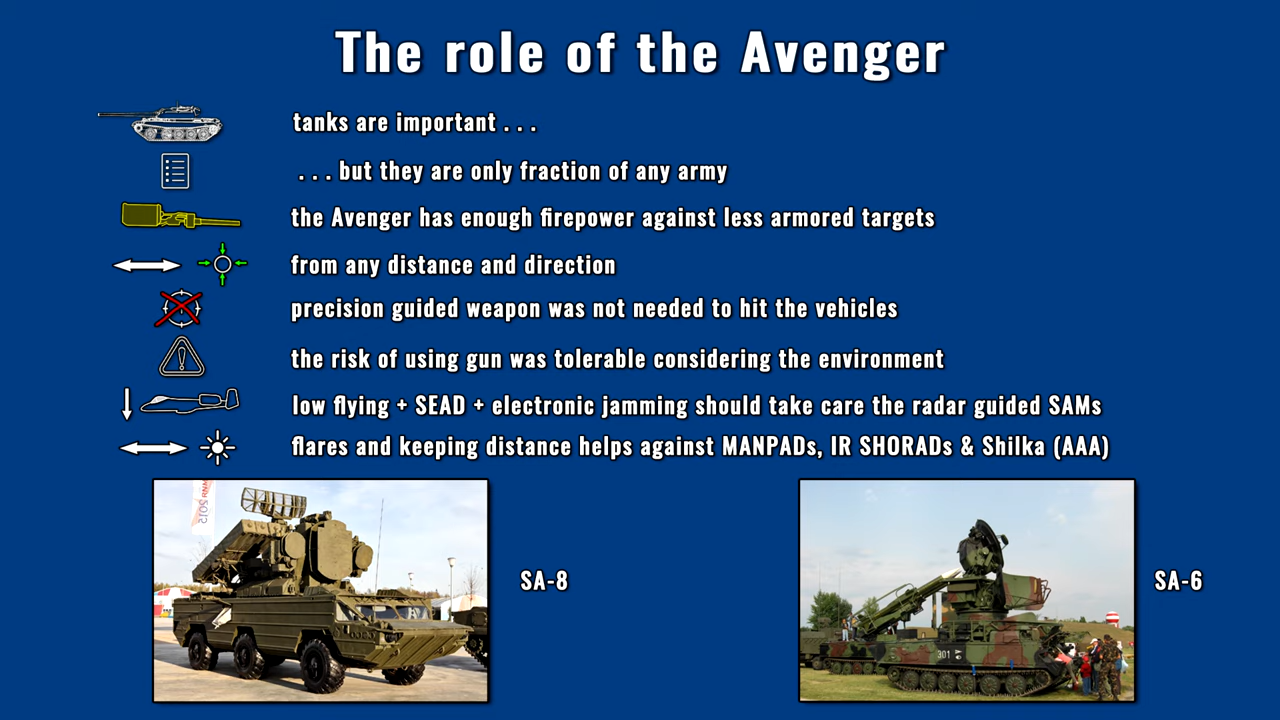 The role of the Avenger
tanks are important . . .
. . . but they are only fraction of any army
the Avenger has enough firepower against less armored targets
from any distance and direction
precision guided weapon was not needed to hit the vehicles
the risk of using gun was tolerable considering the environment
low flying + SEAD + electronic jamming should take care the radar guided SAMs
flares and keeping distance helps against MANPADs, IR SHORADs & Shilka (AAA)
SA-8
SA-6
301